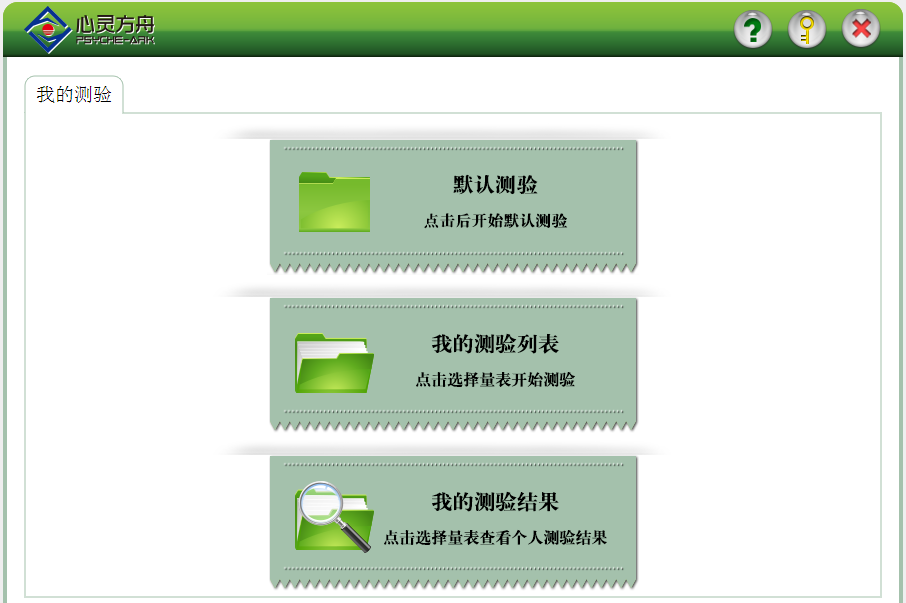 心灵方舟
PSYCHE-ARK
我的测验
默认测验
点击后开始默认测验
我的测验列表
点击选择量表开始测验
我的测验结果
点击选择量表查看个人测验结果